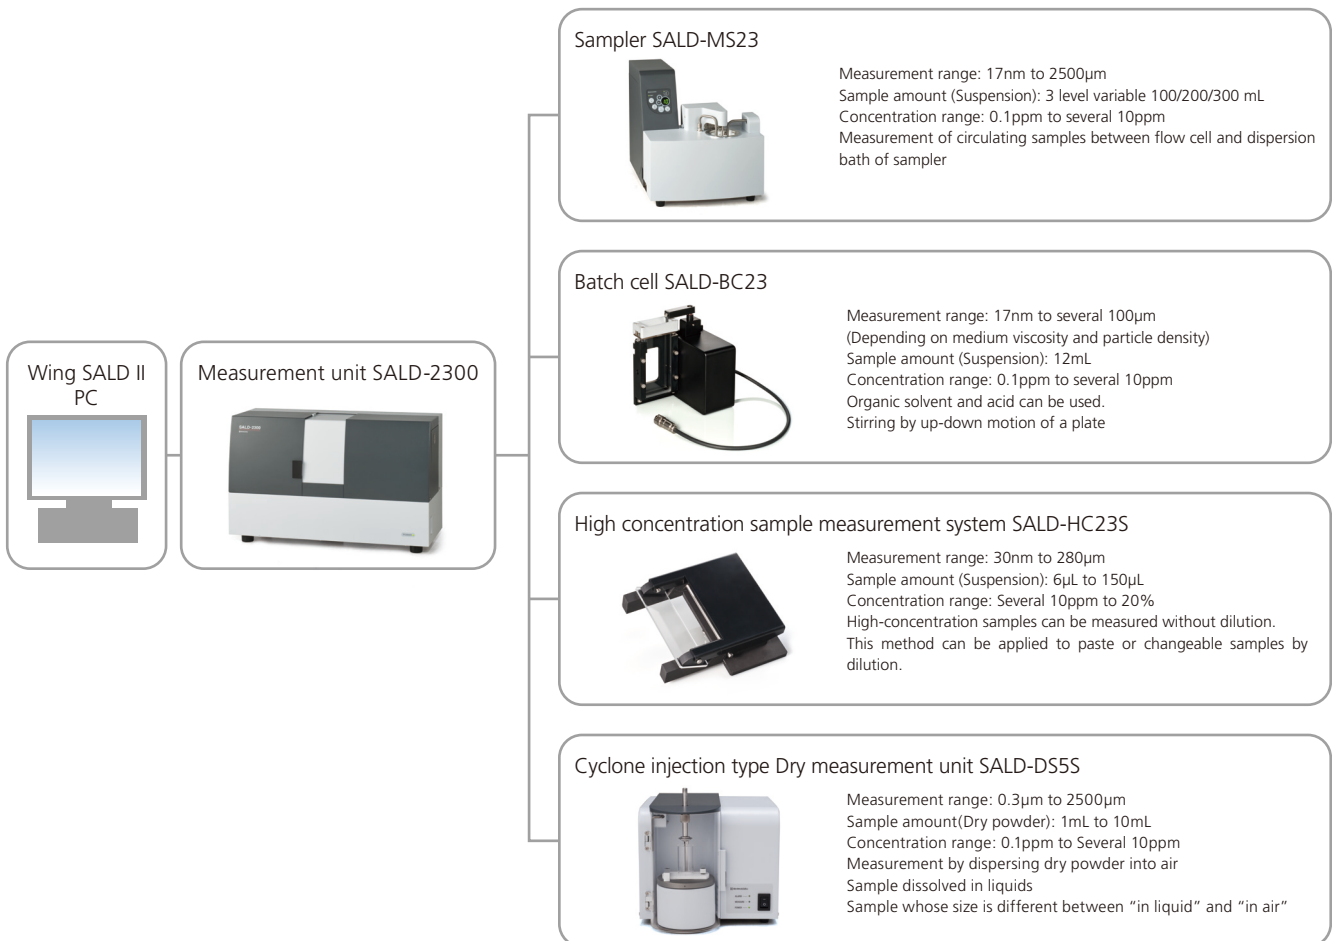 Sampler SALD-MS23
Measurement range: 17nm to 2500µm
Sample amount (Suspension): 3 level variable 100/200/300 mL
Concentration range: 0.1ppm to several 10ppm
Measurement of circulating samples between flow cell and dispersion
bath of sampler
Batch cell SALD-BC23
Measurement range: 17nm to several 100µm
(Depending on medium viscosity and particle density)
Sample amount (Suspension): 12mL
Concentration range: 0.1ppm to several 10ppm
Organic solvent and acid can be used.
Stirring by up-down motion of a plate
Wing SALD II
PC
Measurement unit SALD-2300
SALD-2300
High concentration sample measurement system SALD-HC23S
Measurement range: 30nm to 280µm
Sample amount (Suspension): 6µL to 150µL
Concentration range: Several 10ppm to 20%
High-concentration samples can be measured without dilution.
This method can be applied to paste or changeable samples by
dilution.
Cyclone injection type Dry measurement unit SALD-DS5S
Measurement range: 0.3µm to 2500µm
Sample amount(Dry powder): 1mL to 10mL
Concentration range: 0.1ppm to Several 10ppm
Measurement by dispersing dry powder into air
Sample dissolved in liquids
Sample whose size is different between “in liquid” and “in air”